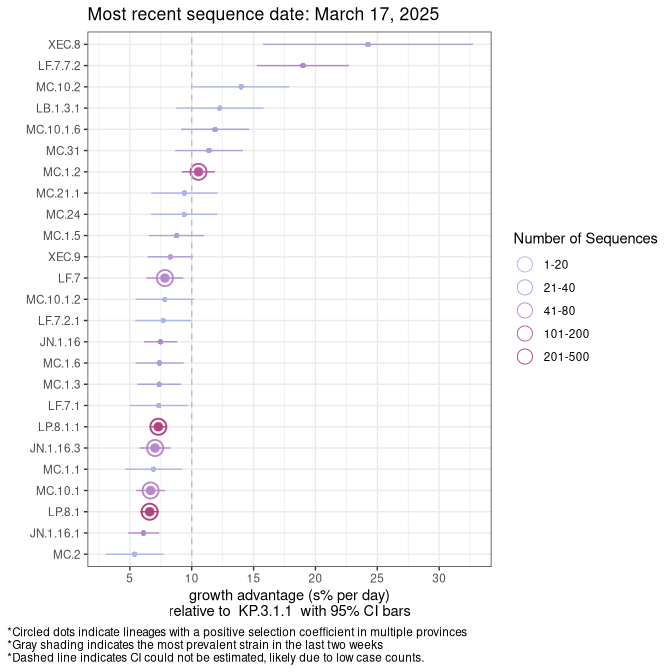 Most recent sequence date: March 17, 2025
XEC.8
LF.7.7.2
MC.10.2
LB.1.3.1
MC.10.1.6
MC.31
MC.1.2
MC.21.1
MC.24
MC.1.5
XEC.9
LF.7
MC.10.1.2
LF.7.2.1
JN.1.16
MC.1.6
MC.1.3
LF.7.1
LP.8.1.1
JN.1.16.3
MC.1.1
MC.10.1
LP.8.1
JN.1.16.1
MC.2
5 10 15 20 25 30
growth advantage (s% per day)
relative to KP.3.1.1 with 95% CI bars
Number of Sequences
1-20
21-40
41-80
101-200
201-500
*Circled dots indicate lineages with a positive selection coefficient in multiple provinces
*Gray shading indicates the most prevalent strain in the last two weeks
*Dashed line indicates CI could not be estimated, likely due to low case counts.